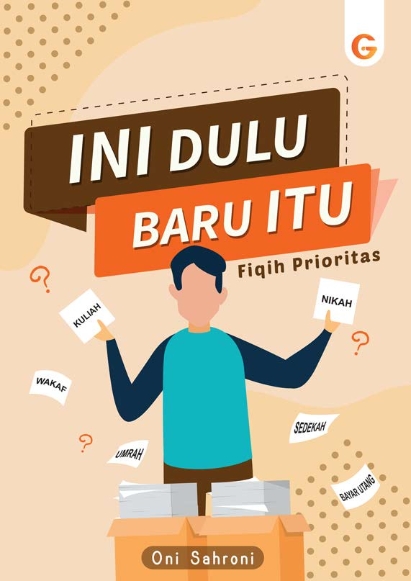 G
INI DULU
BARU ITU
Fiqih Prioritas
KULIAH
NIKAH
WAKAF
SEDEKAH
UMRAH
BAYAR UTANG
Oni Sahroni